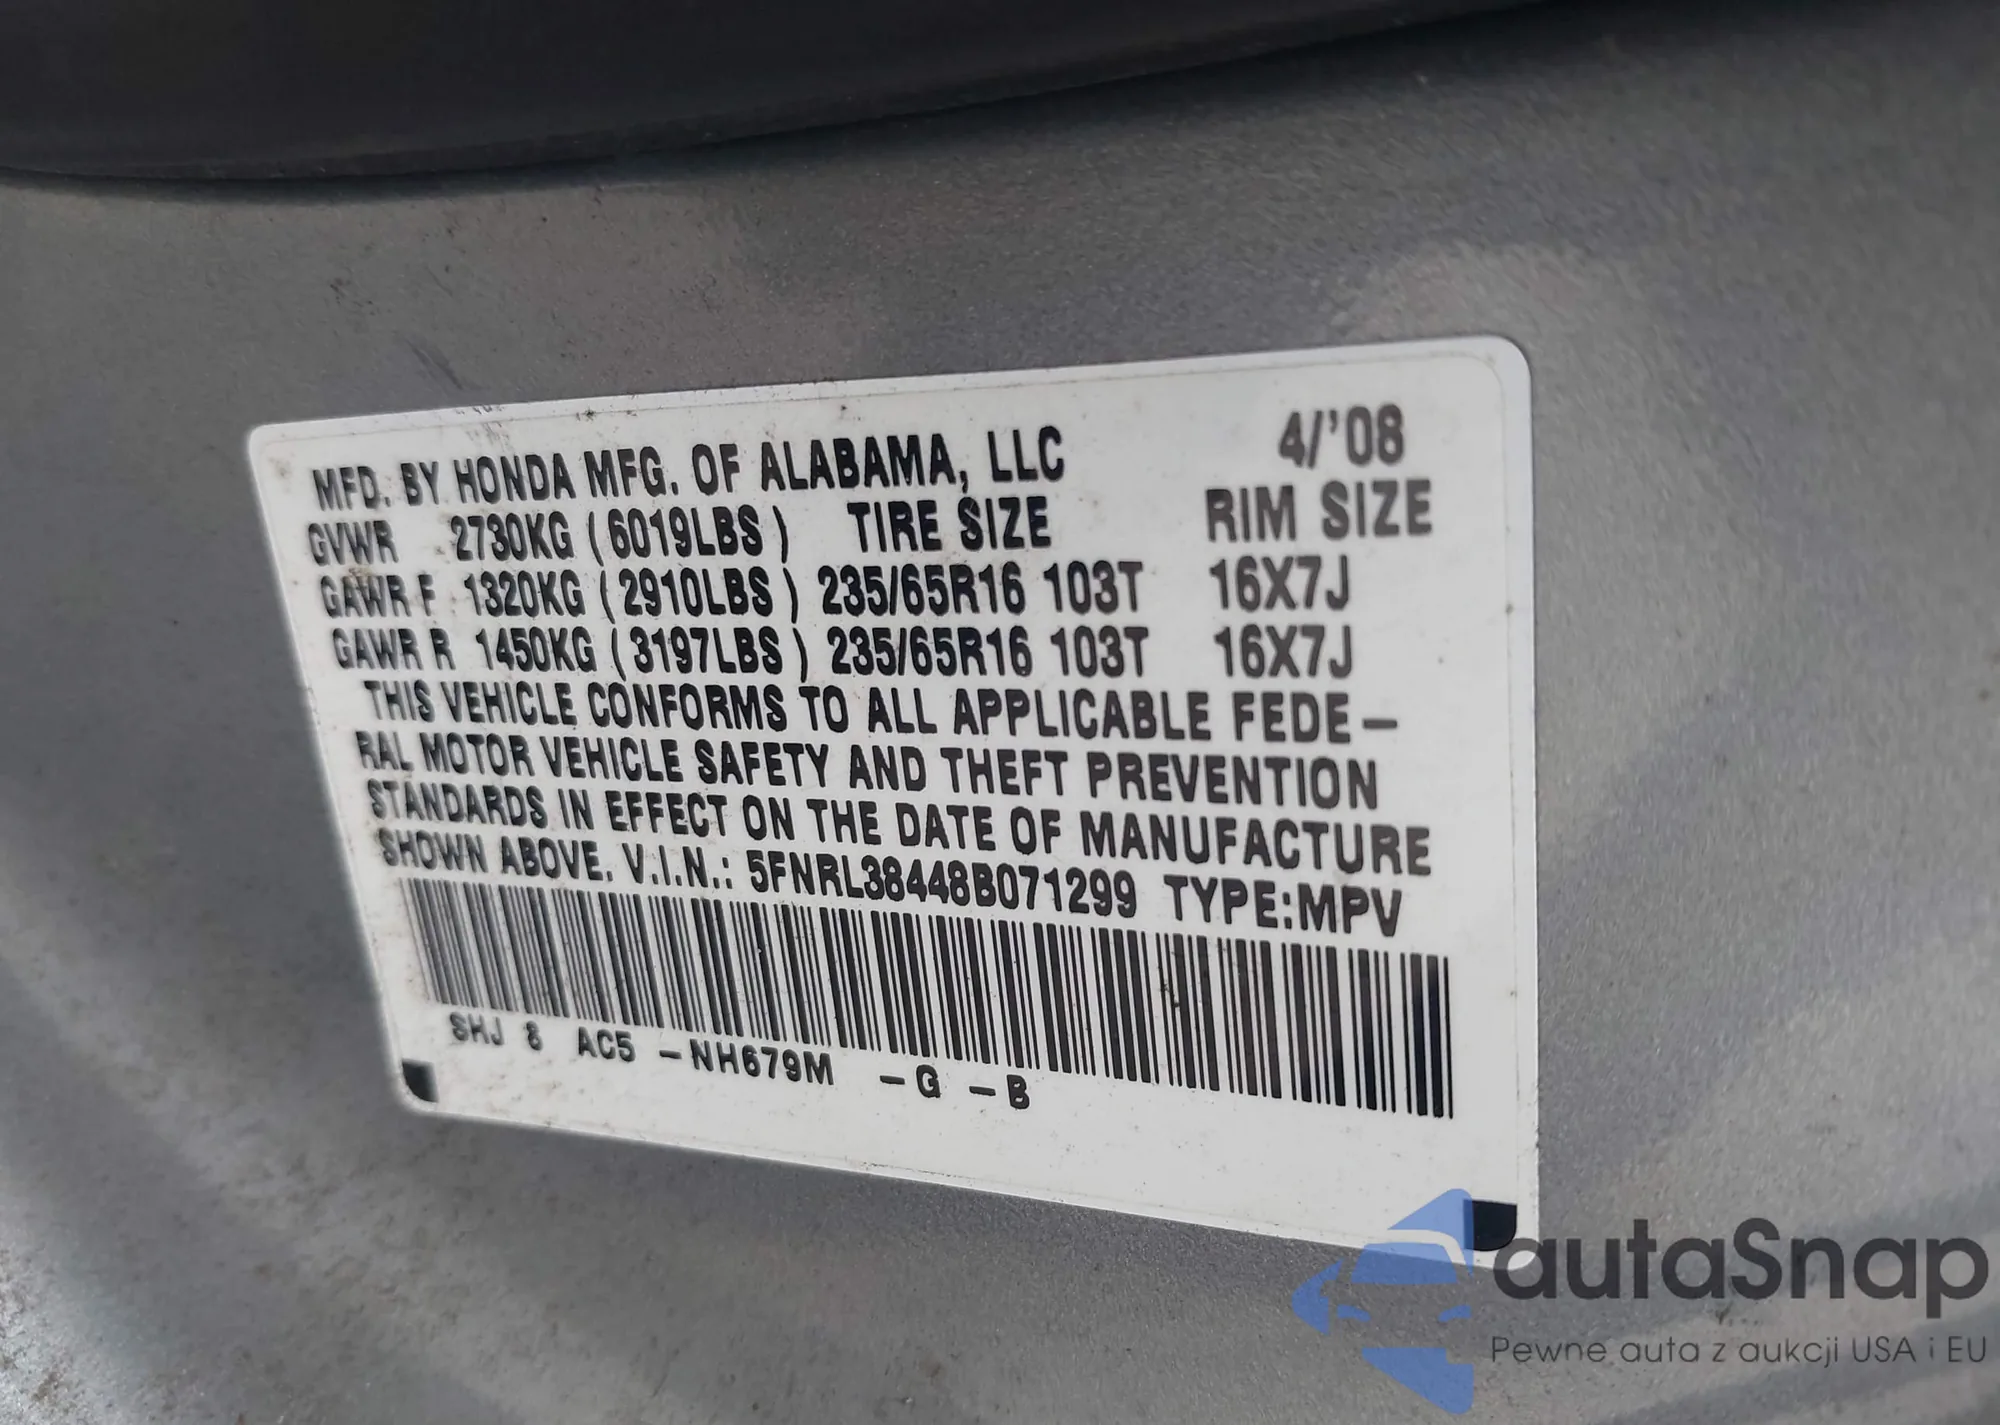 MFD. BY HONDA MFG. OF ALABAMA, LLC 4/'08
GVWR 2730KG (6019LBS) TIRE SIZE RIM SIZE
GAWR F 1320KG (2910LBS) 235/65R16 103T 16X7J
GAWR R 1450KG (3197LBS) 235/65R16 103T 16X7J
THIS VEHICLE CONFORMS TO ALL APPLICABLE FEDE-
RAL MOTOR VEHICLE SAFETY AND THEFT PREVENTION
STANDARDS IN EFFECT ON THE DATE OF MANUFACTURE
SHOWN ABOVE. V.I.N.: 5FNRL38448B071299 TYPE:MPV
SHJ 8 AC5 -NH679M -G -B
autaSnap
Pewne auta z aukcji USA i EU